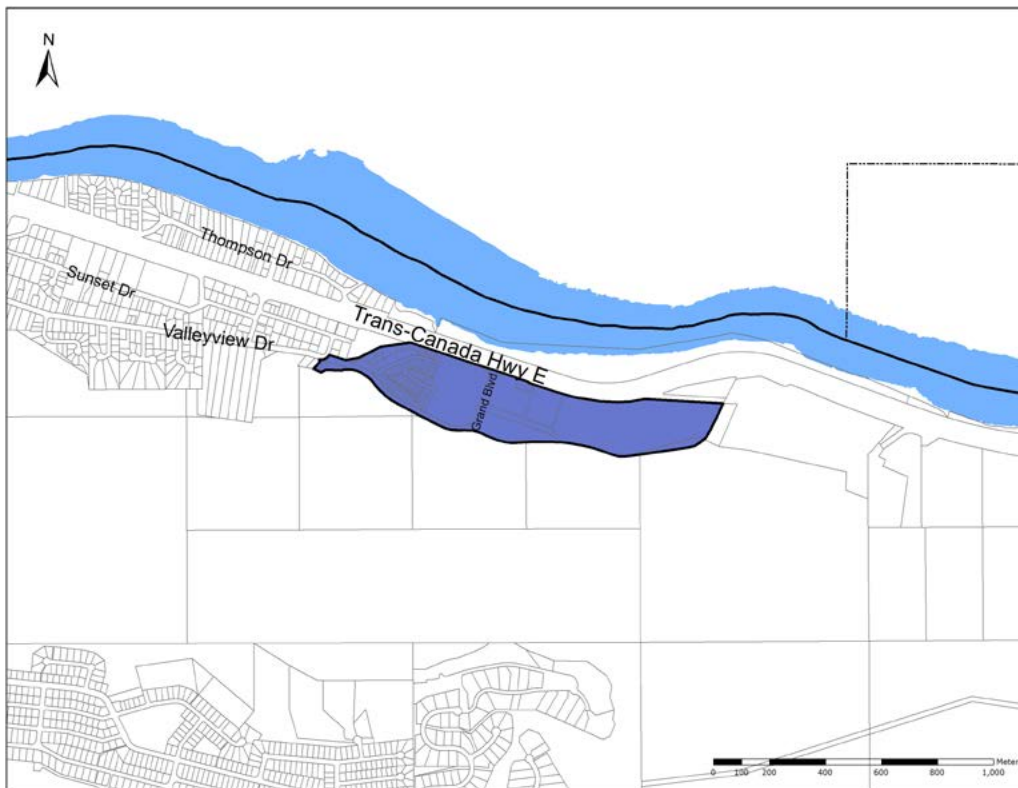 N
Thompson Dr
Sunset Dr
Valleyview Dr
Trans-Canada Hwy E
Grand Blvd
Meter
0 100 200 400 600 800 1,000